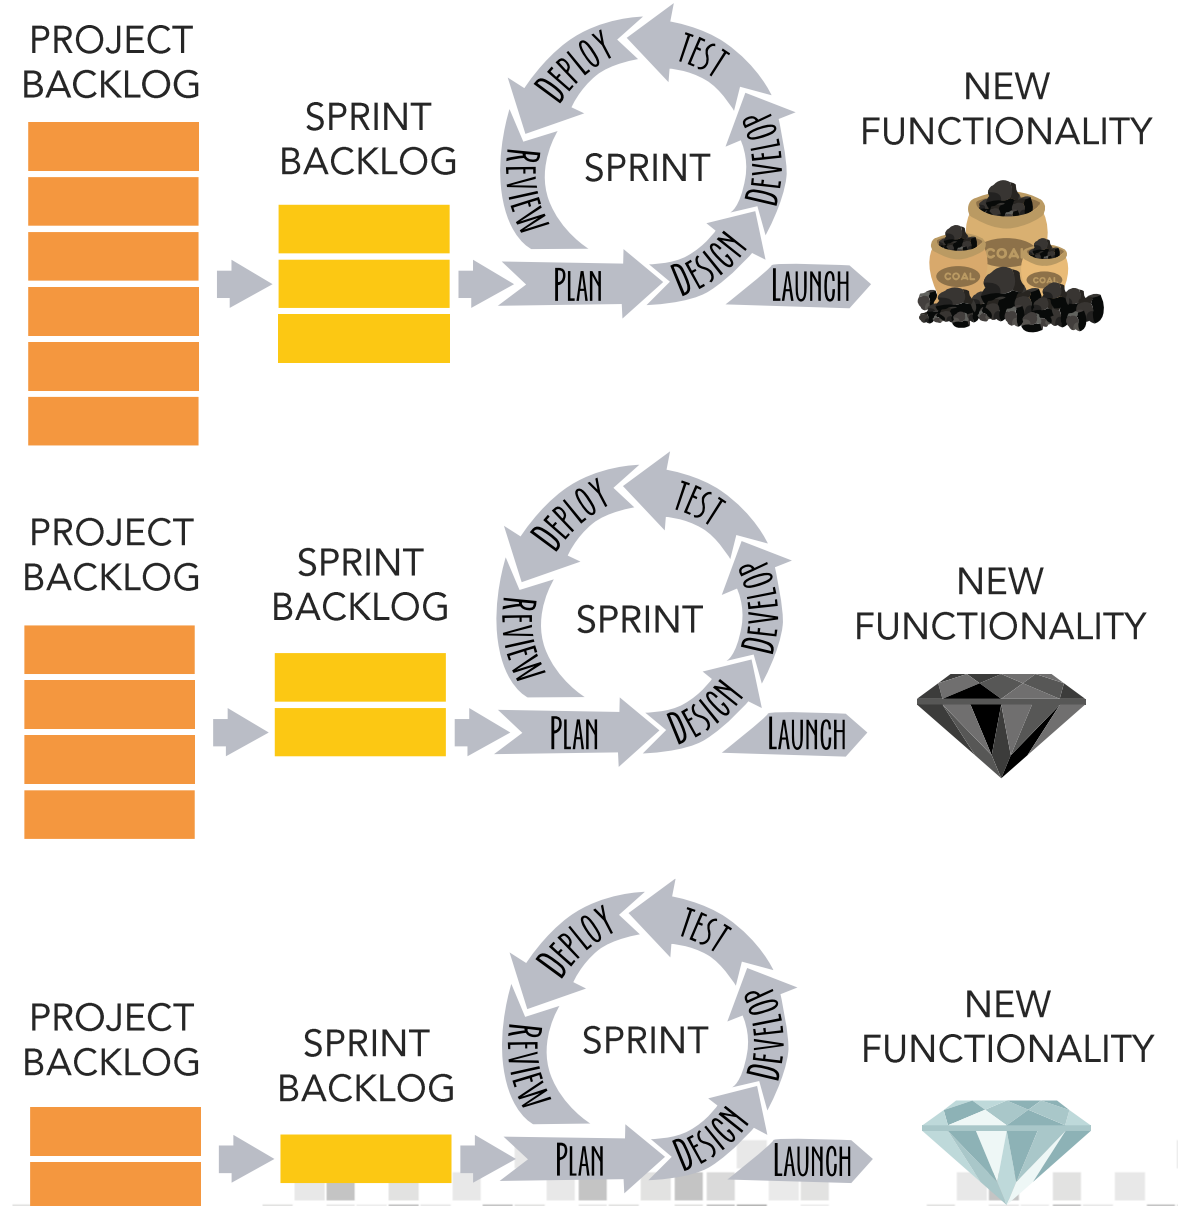 PROJECT
BACKLOG
SPRINT
BACKLOG
DEPLOY
TEST
REVIEW
SPRINT
DEVELOP
PLAN
DESIGN
LAUNCH
NEW
FUNCTIONALITY
COAL
COAL
COAL
PROJECT
BACKLOG
SPRINT
BACKLOG
DEPLOY
TEST
REVIEW
SPRINT
DEVELOP
PLAN
DESIGN
LAUNCH
NEW
FUNCTIONALITY
PROJECT
BACKLOG
SPRINT
BACKLOG
DEPLOY
TEST
REVIEW
SPRINT
DEVELOP
PLAN
DESIGN
LAUNCH
NEW
FUNCTIONALITY